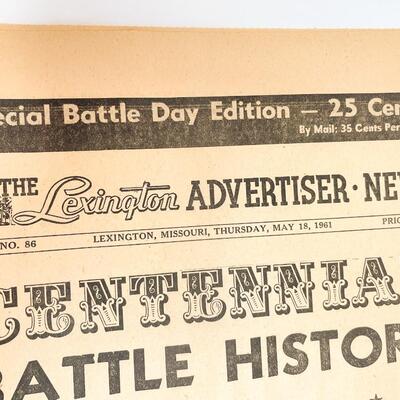 ecial Battle Day Edition — 25 Cen
By Mail; 35 Cents Per
THE Lexington ADVERTISER·NE
NO. 86 LEXINGTON, MISSOURI, THURSDAY, MAY 18, 1961 PRI
CENTENNIA
BATTLE HISTOR